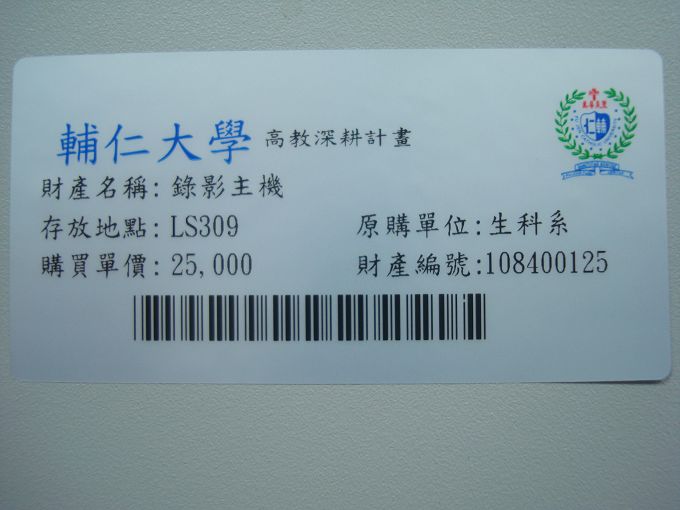 輔仁大學 高教深耕計畫
財產名稱: 錄影主機
存放地點: LS309 原購單位: 生科系
購買單價: 25,000 財產編號:108400125
仁輔